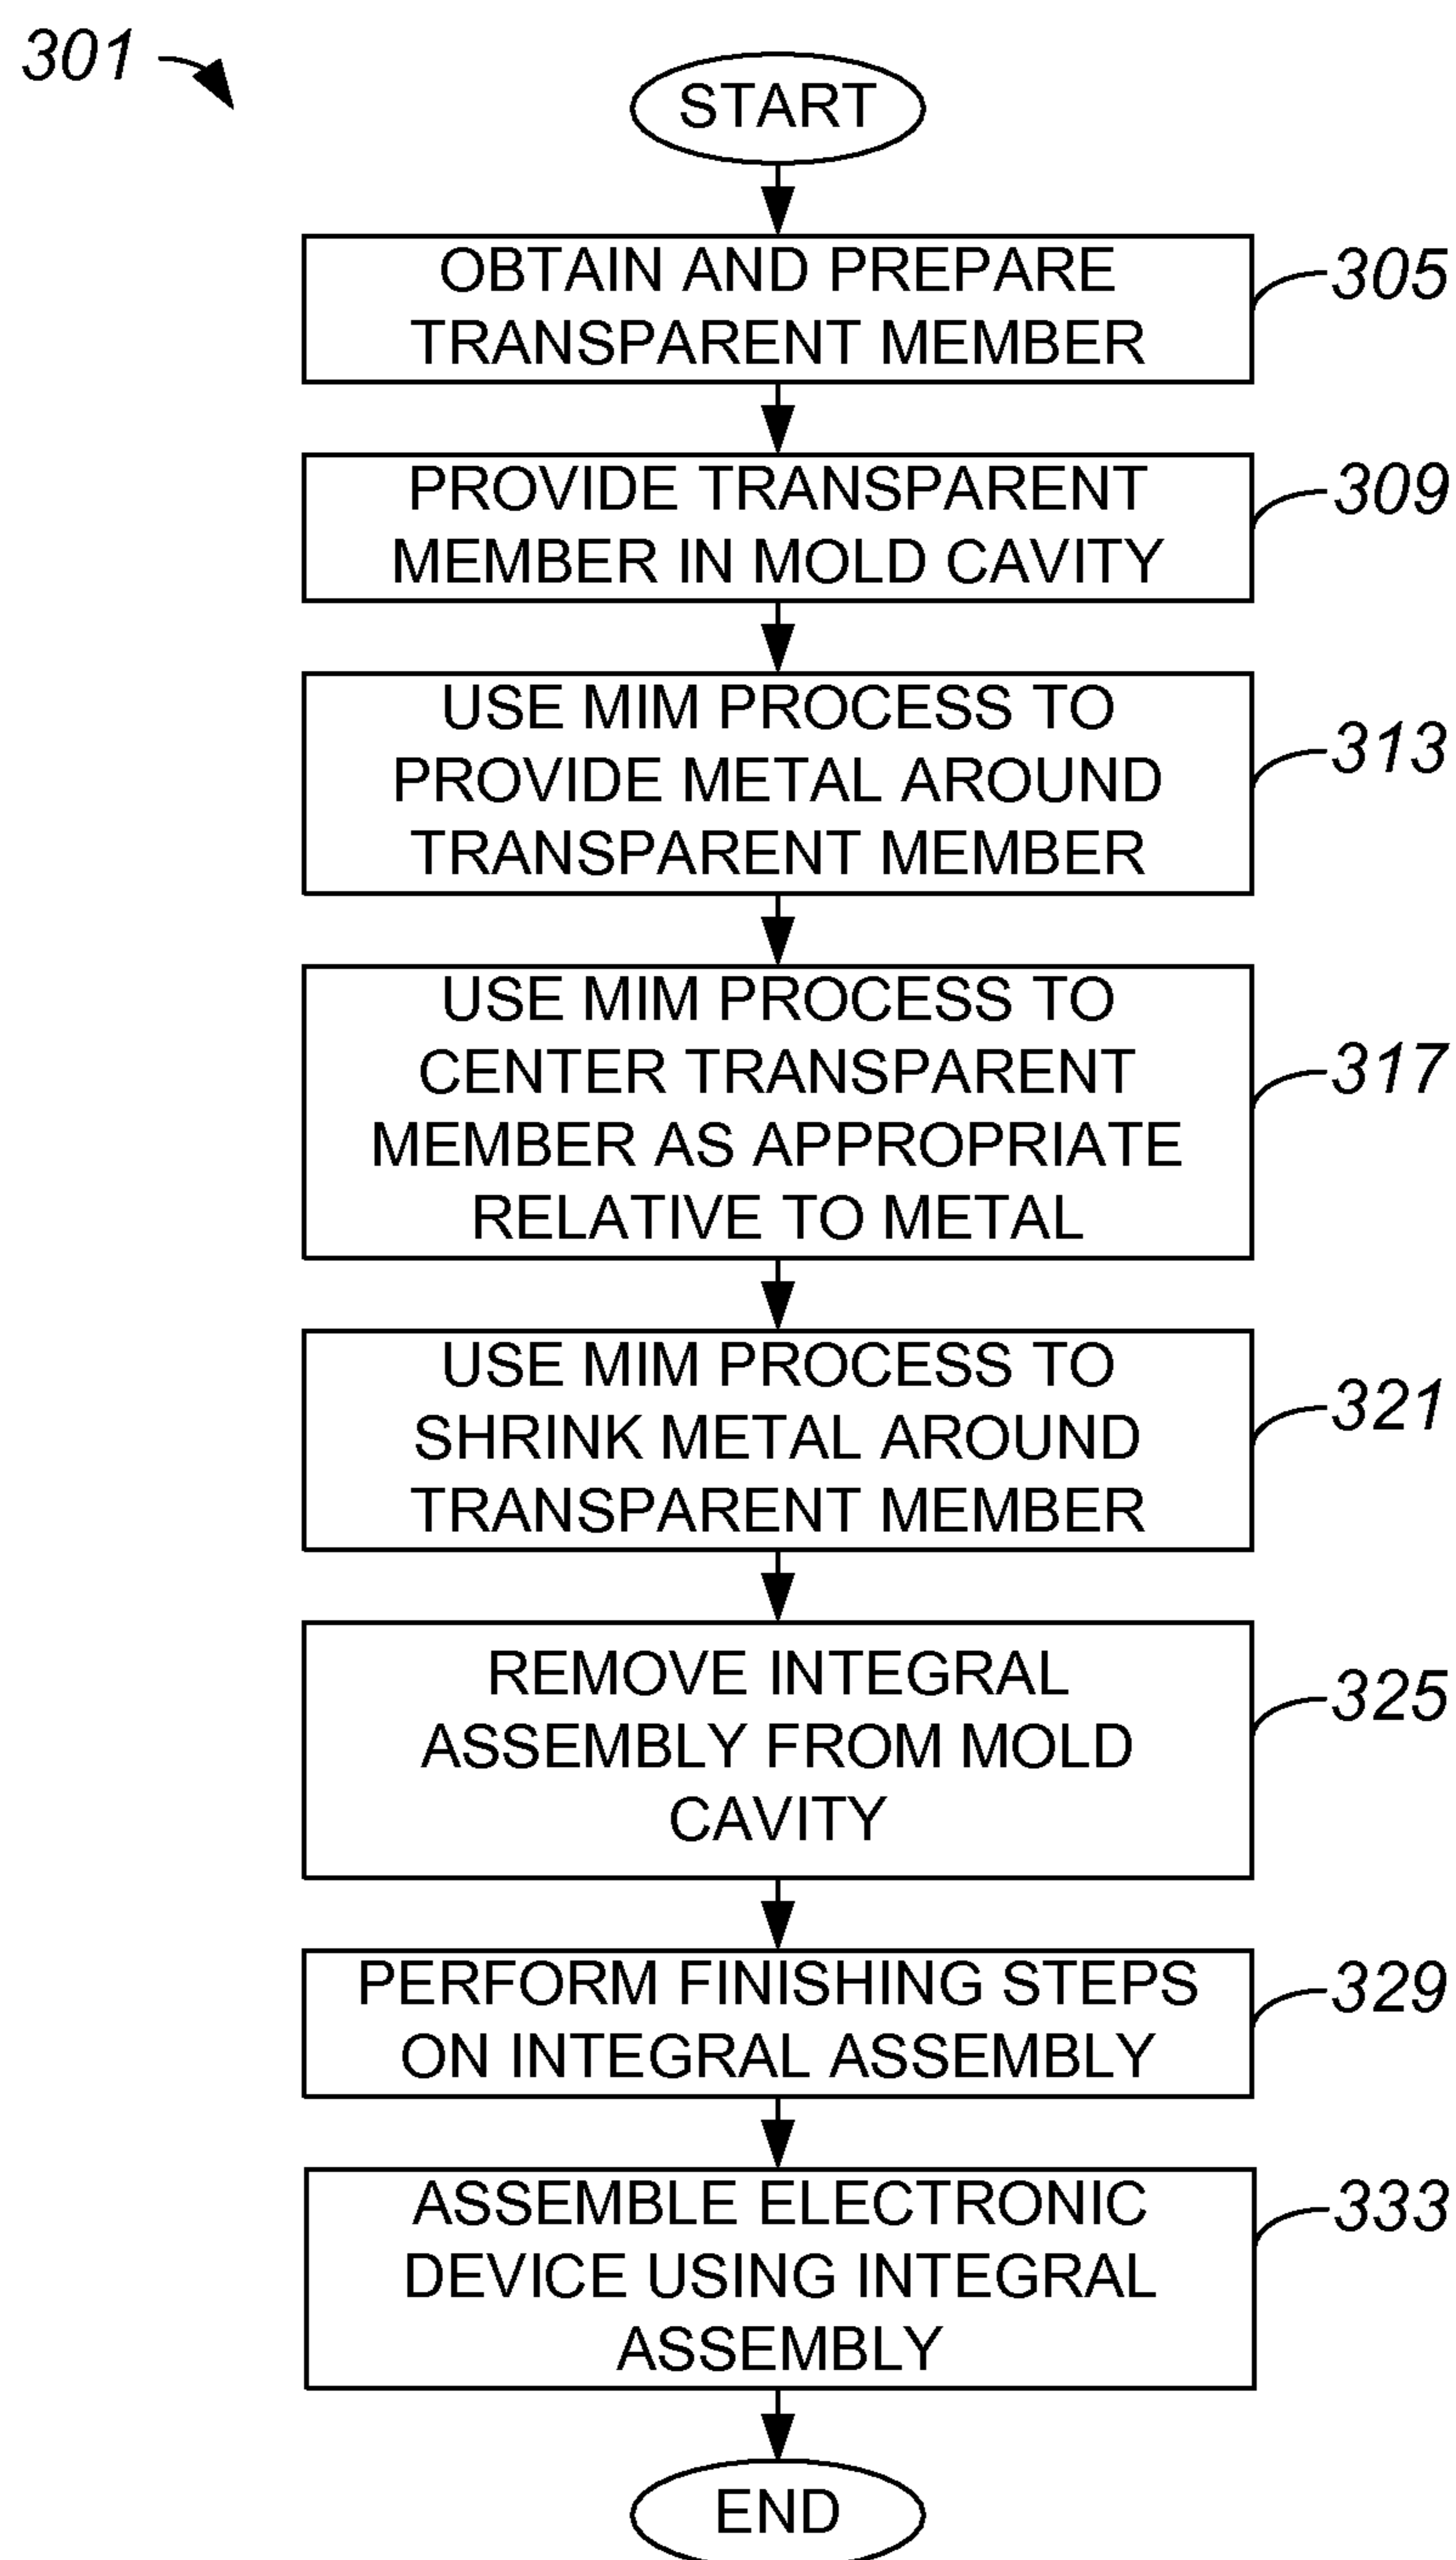 301
START
OBTAIN AND PREPARE
TRANSPARENT MEMBER
305
PROVIDE TRANSPARENT
MEMBER IN MOLD CAVITY
309
USE MIM PROCESS TO
PROVIDE METAL AROUND
TRANSPARENT MEMBER
313
USE MIM PROCESS TO
CENTER TRANSPARENT
MEMBER AS APPROPRIATE
RELATIVE TO METAL
317
USE MIM PROCESS TO
SHRINK METAL AROUND
TRANSPARENT MEMBER
321
REMOVE INTEGRAL
ASSEMBLY FROM MOLD
CAVITY
325
PERFORM FINISHING STEPS
ON INTEGRAL ASSEMBLY
329
ASSEMBLE ELECTRONIC
DEVICE USING INTEGRAL
ASSEMBLY
333
END